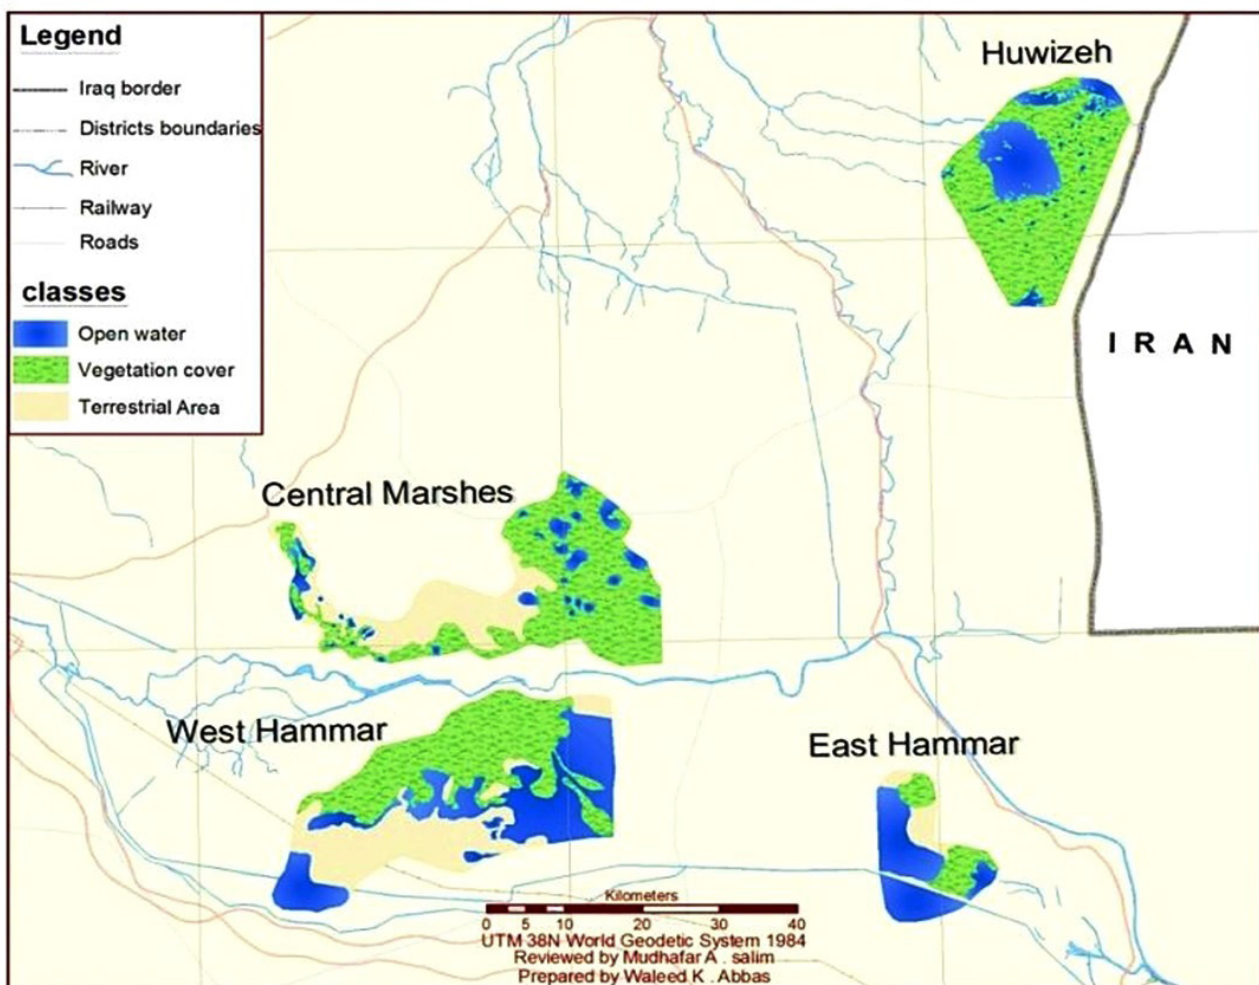 Legend
Iraq border
Districts boundaries
River
Railway
Roads
classes
Open water
Vegetation cover
Terrestrial Area
Huwizeh
I R A N
Central Marshes
West Hammar
East Hammar
Kilometers
0 5 10 20 30 40
UTM 38N World Geodetic System 1984
Reviewed by Mudhafar A . salim
Prepared by Waleed K . Abbas